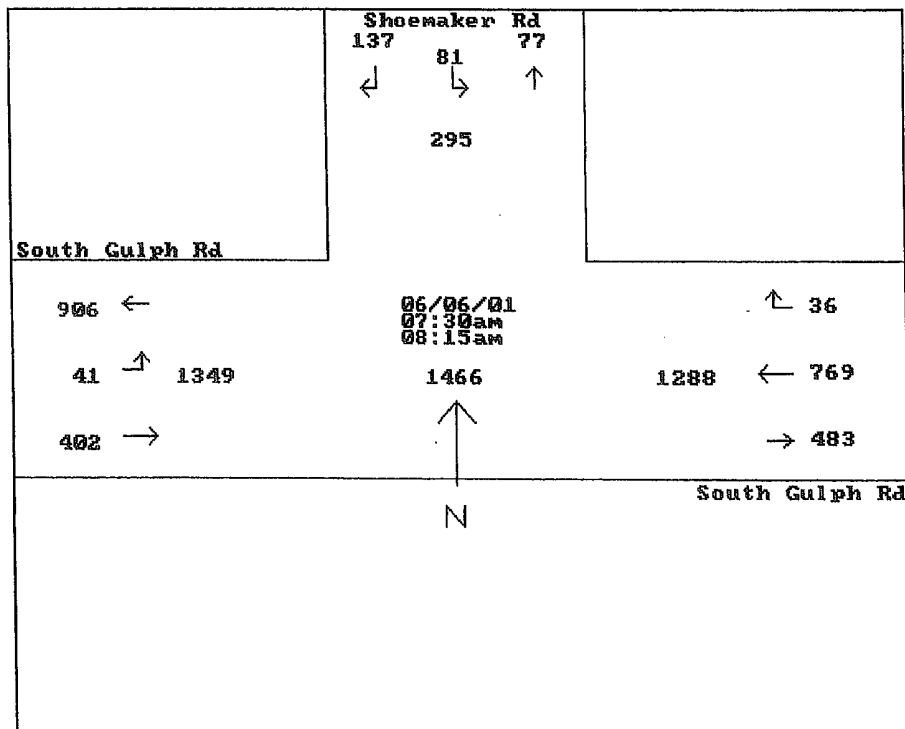 Shoemaker Rd
137 77
81
295
South Gulph Rd
906 06/06/01 36
07:30am
08:15am
41 1349 1466 1288 769
402 483
South Gulph Rd
N